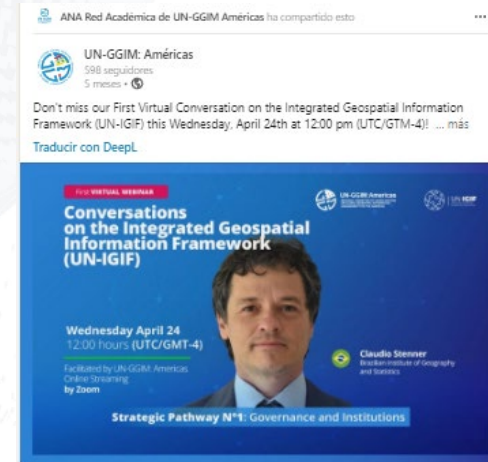 ANA Red Académica de UN-GGIM Américas ha compartido esto
UN-GGIM: Américas
598 seguidores
5 meses •
Don't miss our First Virtual Conversation on the Integrated Geospatial Information
Framework (UN-IGIF) this Wednesday, April 24th at 12:00 pm (UTC/GTM-4)! ... más
Traducir con DeepL
First VIRTUAL WEBINAR
Conversations
on the Integrated Geospatial
Information Framework
(UN-IGIF)
UN-GGIM Americas
UN-IGIF
Wednesday April 24
12:00 hours (UTC/GMT-4)
Facilitated by UN-GGIM: Americas
Online Streaming
by Zoom
Claudio Stenner
Brazilian Institute of Geography
and Statistics
Strategic Pathway N°1: Governance and Institutions